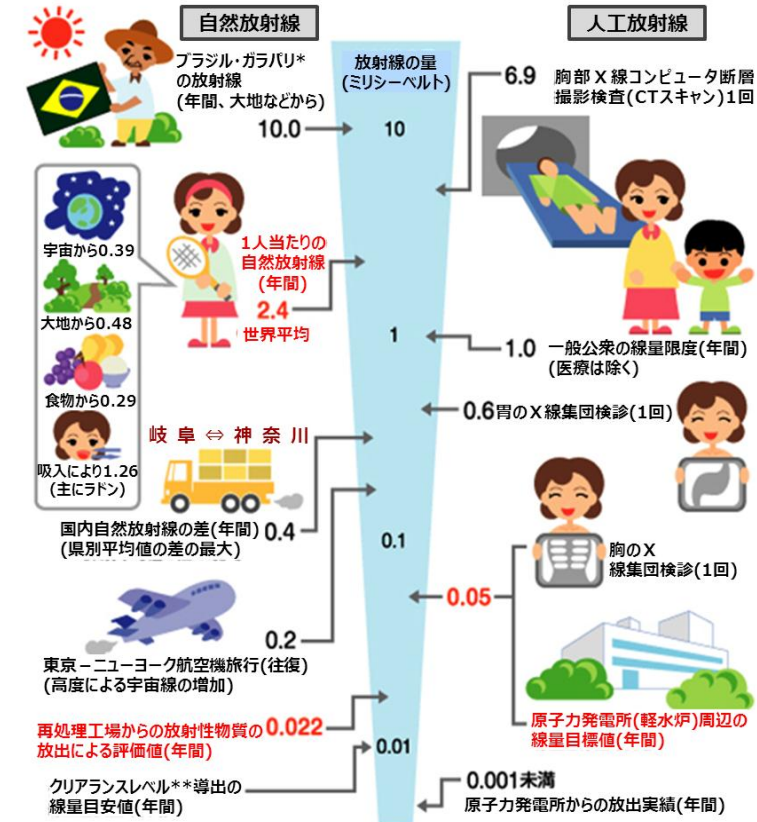 自然放射線
人工放射線
放射線の量
(ミリシーベルト)
10
1
0.1
0.01
ブラジル・ガラパリ*
の放射線
(年間、大地などから)
10.0
宇宙から0.39
大地から0.48
食物から0.29
吸入により1.26
(主にラドン)
1人当たりの
自然放射線
(年間)
2.4
世界平均
岐阜⇔神奈川
国内自然放射線の差(年間)
(県別平均値の差の最大)
0.4
0.2
東京－ニューヨーク航空機旅行(往復)
(高度による宇宙線の増加)
再処理工場からの放射性物質の
放出による評価値(年間)
0.022
クリアランスレベル**導出の
線量目安値(年間)
6.9
胸部X線コンピュータ断層
撮影検査(CTスキャン)1回
1.0
一般公衆の線量限度(年間)
(医療は除く)
0.6胃のX線集団検診(1回)
胸のX
線集団検診(1回)
0.05
原子力発電所(軽水炉)周辺の
線量目標値(年間)
0.001未満
原子力発電所からの放出実績(年間)